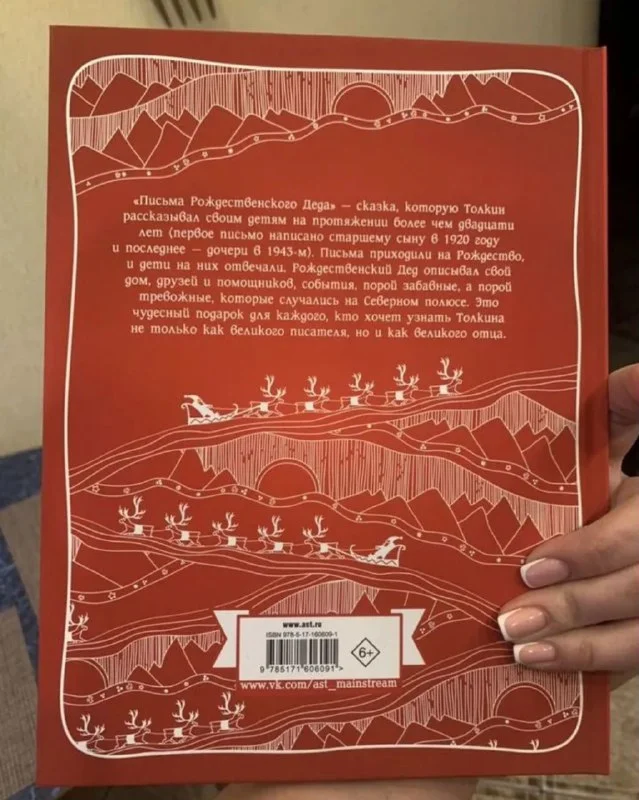 «Письма Рождественского Деда» — сказка, которую Толкин
рассказывал своим детям на протяжении более чем двадцати
лет (первое письмо написано старшему сыну в 1920 году
и последнее — дочери в 1943-м). Письма приходили на Рождество,
и дети на них отвечали. Рождественский Дед описывал свой
дом, друзей и помощников, события, порой забавные, а порой
тревожные, которые случались на Северном полюсе. Это
чудесный подарок для каждого, кто хочет узнать Толкина
не только как великого писателя, но и как великого отца.
www.ast.ru
ISBN 978-5-17-160609-1
9 785171 606091 >
6+
www.vk.com/ast_mainstream